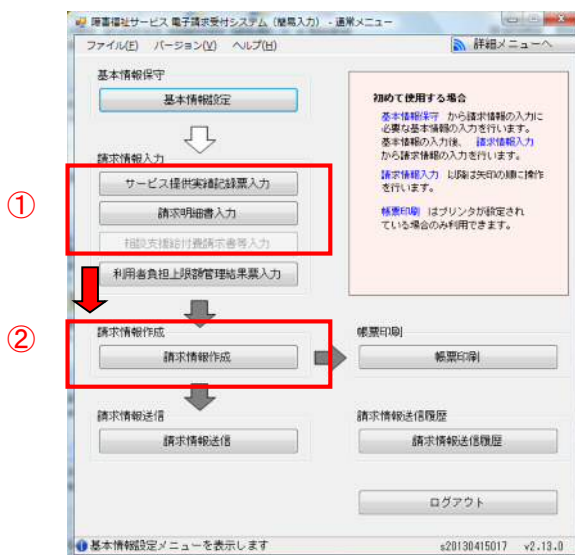 障害福祉サービス 電子請求受付システム (簡易入力) - 通常メニュー
ファイル(F) バージョン(V) ヘルプ(H)
詳細メニューへ
基本情報保守
基本情報設定
請求情報入力
①
サービス提供実績記録票入力
請求明細書入力
相談支援給付費請求書等入力
利用者負担上限額管理結果票入力
②
請求情報作成
請求情報作成
請求情報送信
請求情報送信
初めて使用する場合
基本情報保守 から請求情報の入力に
必要な基本情報の入力を行います。
基本情報の入力後、 請求情報入力
から請求情報の入力を行います。
請求情報入力 以降は矢印の順に操作
を行います。
帳票印刷 はプリンタが設定され
ている場合のみ利用できます。
帳票印刷
帳票印刷
請求情報送信履歴
請求情報送信履歴
ログアウト
基本情報設定メニューを表示します
s20130415017 v2.13.0